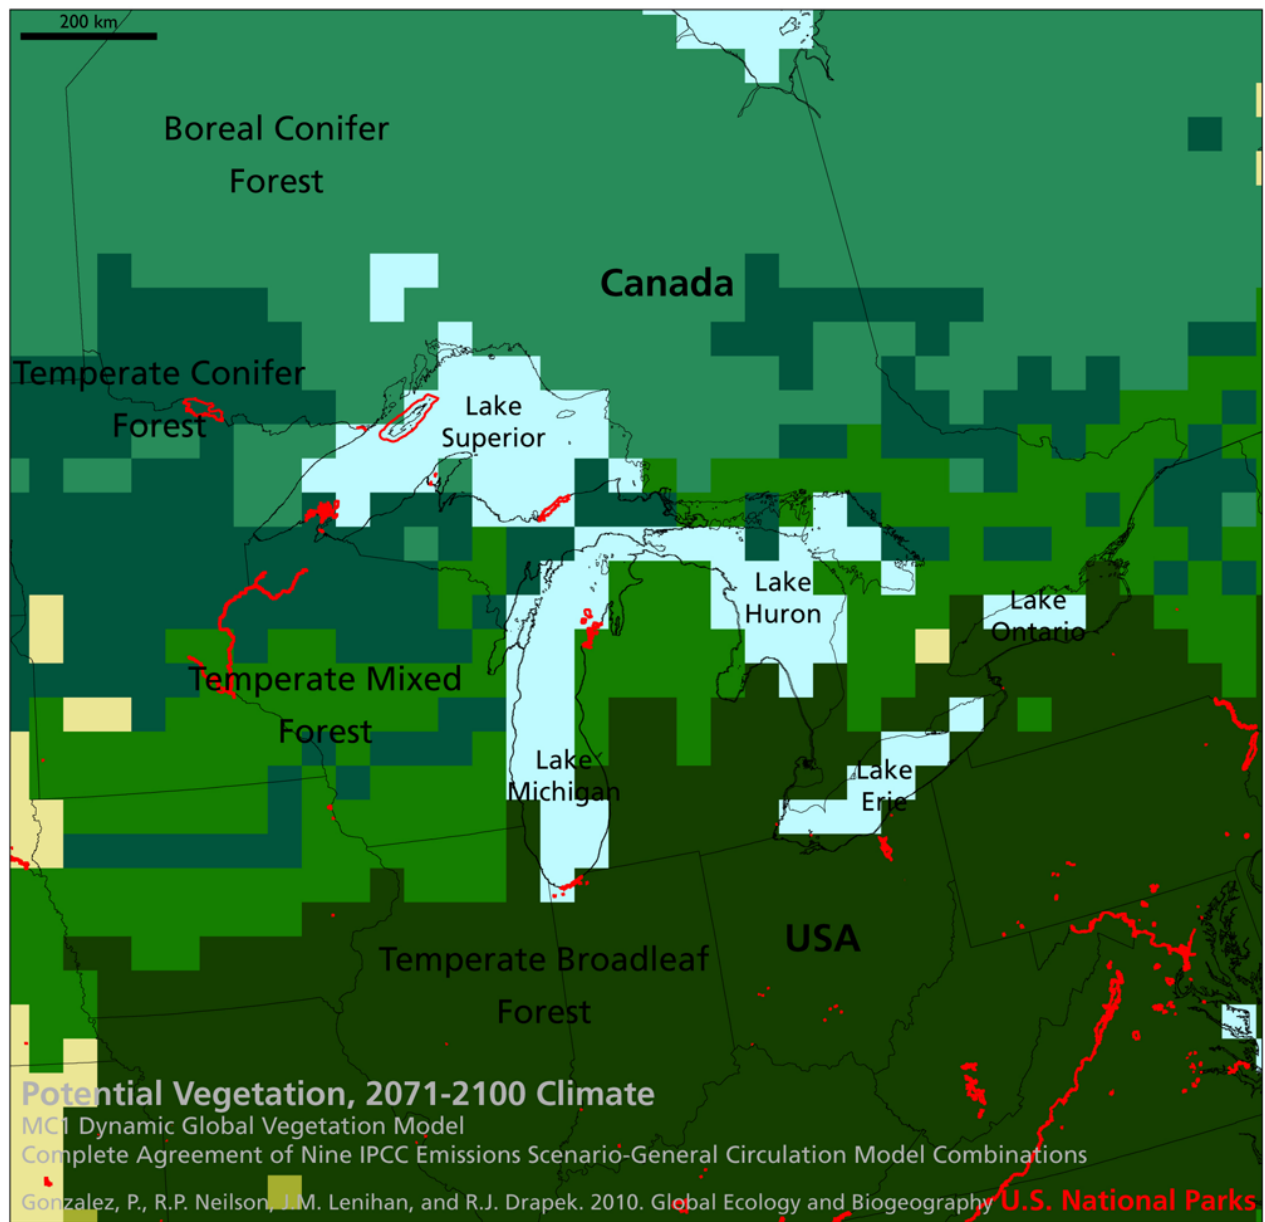 200 km
Boreal Conifer
Forest
Canada
Temperate Conifer
Forest
Lake
Superior
Lake
Huron
Lake
Ontario
Temperate Mixed
Forest
Lake
Michigan
Lake
Erie
USA
Temperate Broadleaf
Forest
Potential Vegetation, 2071-2100 Climate
MC1 Dynamic Global Vegetation Model
Complete Agreement of Nine IPCC Emissions Scenario-General Circulation Model Combinations
Gonzalez, P., R.P. Neilson, J.M. Lenihan, and R.J. Drapek. 2010. Global Ecology and Biogeography U.S. National Parks